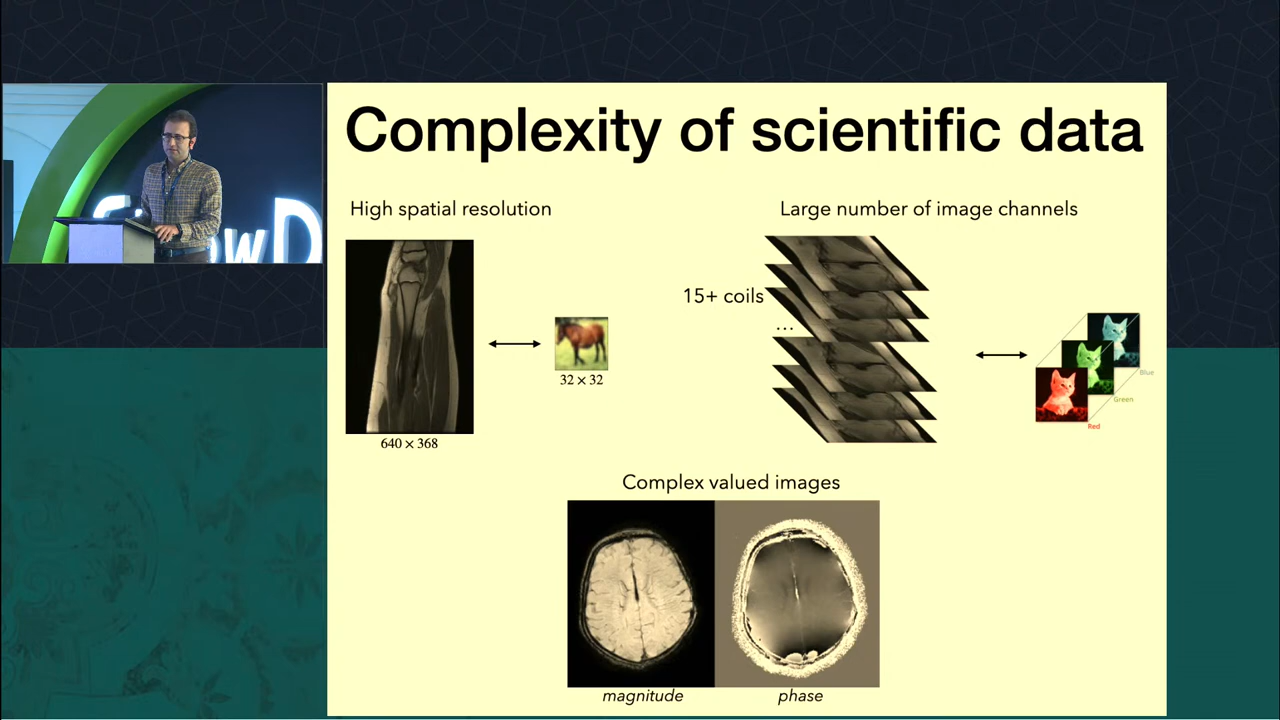 Complexity of scientific data
High spatial resolution
Large number of image channels
15+ coils
...
32 × 32
640 × 368
Blue
Green
Red
Complex valued images
magnitude
phase